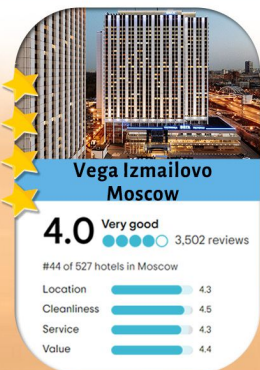 Vega Izmailovo
Moscow
4.0 Very good
3,502 reviews
#44 of 527 hotels in Moscow
Location 4.3
Cleanliness 4.5
Service 4.3
Value 4.4